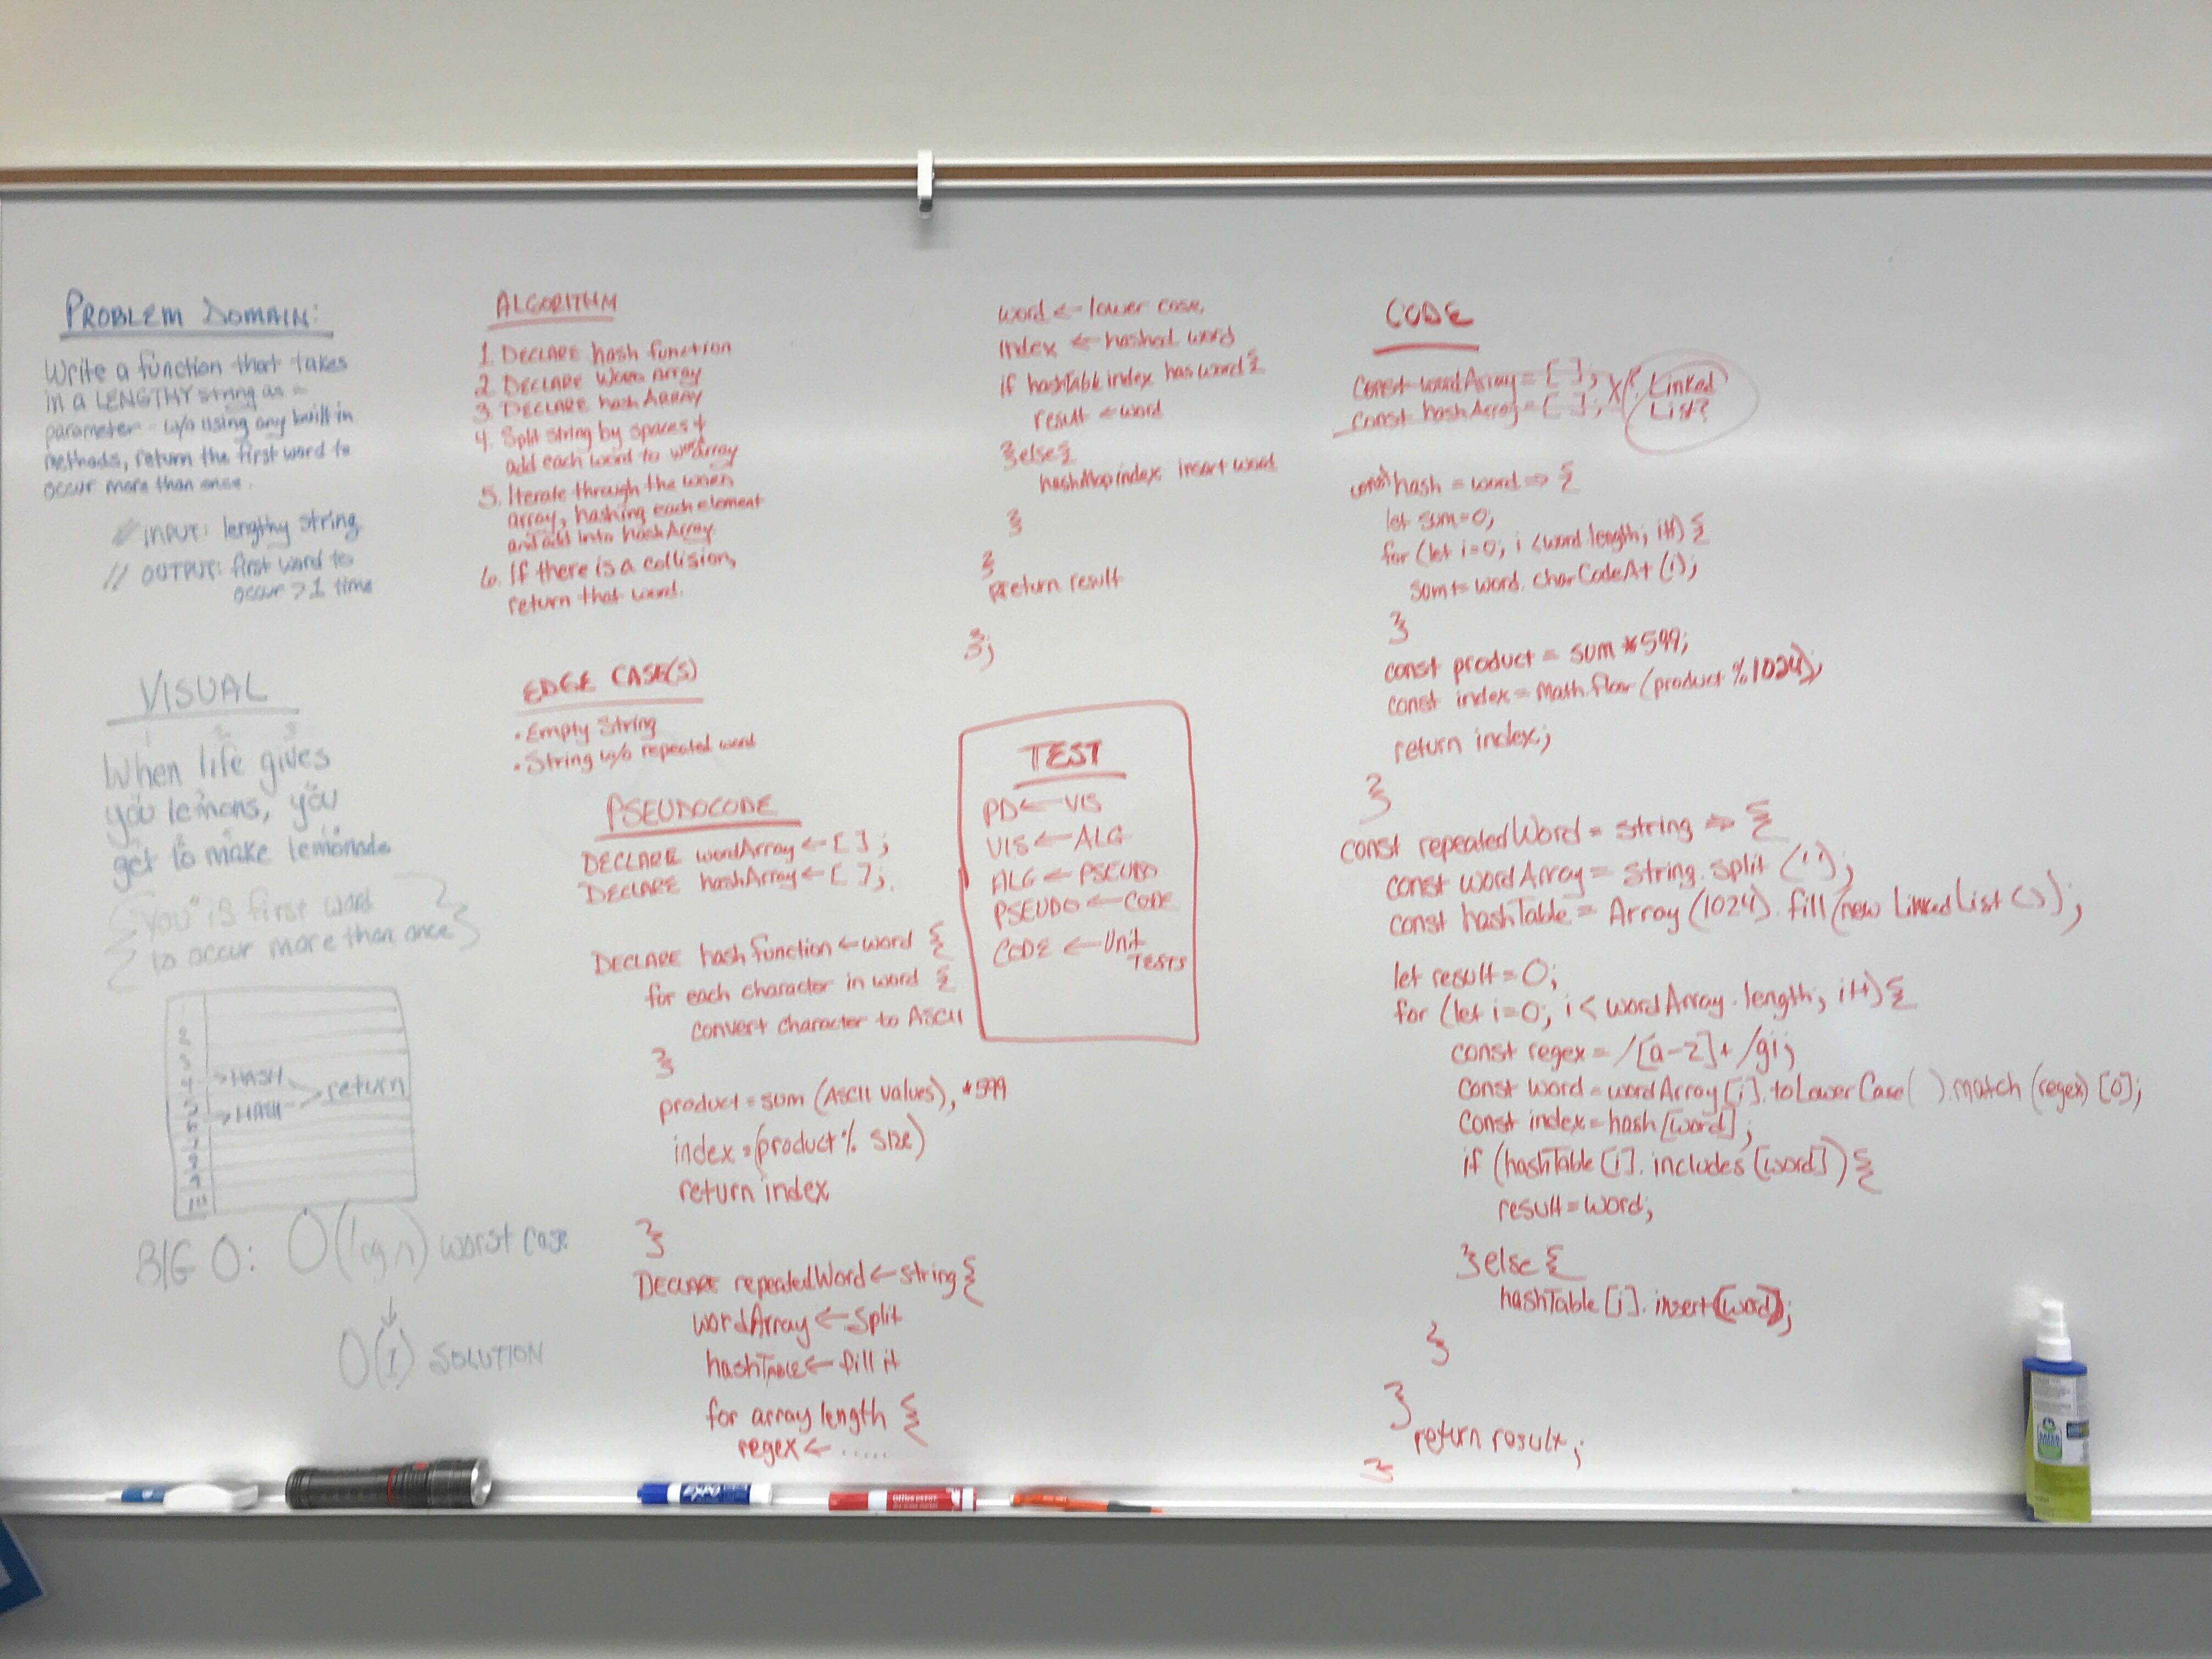 PROBLEM DOMAIN:
Write a function that takes
in a LENGTHY string as a
parameter - w/o using any built in
methods, return the first word to
occur more than once.
// INPUT: lengthy string
// OUTPUT: first word to
occur > 1 time
VISUAL
1 2 3
When life gives
you lemons, you
get to make lemonade
{ "you" is first word }
{ to occur more than once }
2
3
4 → HASH
return
5 → HASH
6
7
8
9
10
BIG O: O(log n) worst case
↓
O(1) SOLUTION
ALGORITHM
1. DECLARE hash function
2. DECLARE Word Array
3. DECLARE hash ARRAY
4. Split string by spaces &
add each word to wordArray
5. Iterate through the
array, hashing each element
and add into hashArray.
6. If there is a collision,
return that word.
EDGE CASE(S)
• Empty String
• String w/o repeated word
PSEUDOCODE
DECLARE wordArray ← [ ];
DECLARE hashArray ← [ ];
DECLARE hash function ← word {
for each character in word {
convert character to ASCII
}
product = sum (ASCII values), *599
index = (product % size)
return index
}
DECLARE repeatedWord ← string {
wordArray ← split
hashTABLE ← fill it
for array length {
regex ← .....
word ← lower case,
index ← hashed word
if hashTable index has word {
result ← word
} else {
hashMap index insert word
}
}
return result
};
TEST
PD ← VIS
VIS ← ALG
ALG ← PSEUDO
PSEUDO ← CODE
CODE ← Unit
TESTS
CODE
const wordArray = [ ];
const hashArray = [ ];
Linked
List?
const hash = word => {
let sum = 0;
for (let i = 0; i < word.length; i++) {
sum += word.charCodeAt(i);
}
const product = sum * 599;
const index = Math.floor (product % 1024);
return index;
}
const repeatedWord = string => {
const wordArray = string.split (' ');
const hashTable = Array (1024).fill (new LinkedList ());
let result = 0;
for (let i = 0; i < wordArray.length; i++) {
const regex = /[a-z]+/gi;
const word = wordArray[i].toLowerCase( ).match (regex) [0];
const index = hash [word];
if (hashTable [i].includes [word]) {
result = word;
} else {
hashTable [i].insert (word);
}
}
return result;
}
EXPO